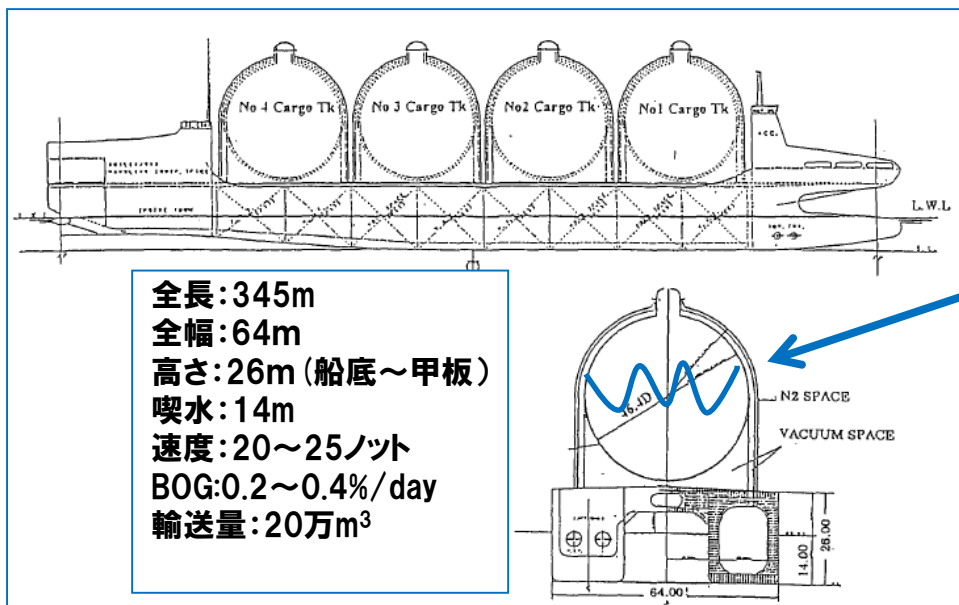 No 4 Cargo Tk
No 3 Cargo Tk
No2 Cargo Tk
No1 Cargo Tk
L.W.L
全長：345m
全幅：64m
高さ：26m（船底～甲板）
喫水：14m
速度：20～25ノット
BOG:0.2～0.4%/day
輸送量：20万m³
46.4D
N2 SPACE
VACUUM SPACE
14.00
26.00
64.00